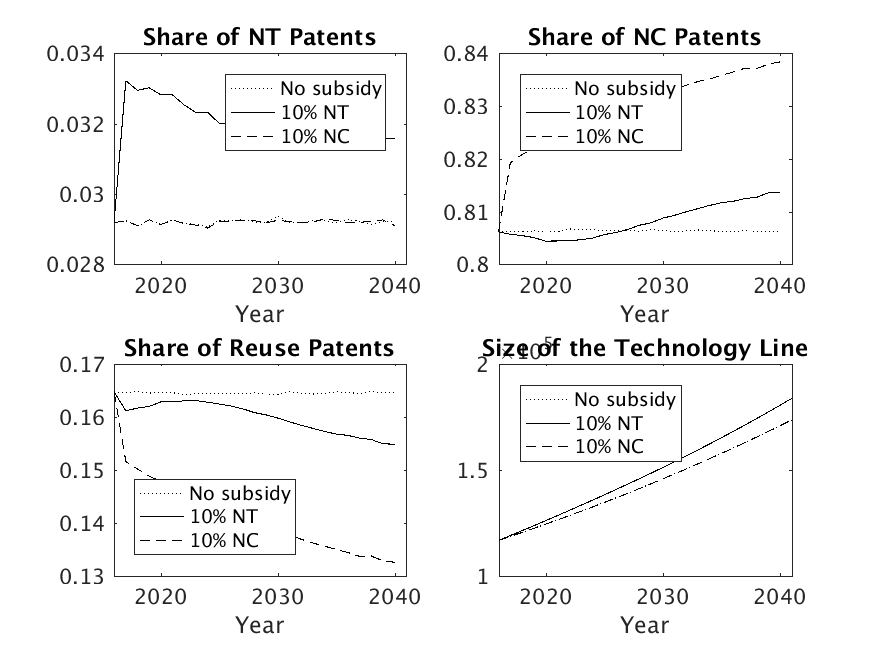 Share of NT Patents
0.034
0.032
0.03
0.028
No subsidy
10% NT
10% NC
2020 2030 2040
Year
Share of NC Patents
0.84
0.83
0.82
0.81
0.8
No subsidy
10% NT
10% NC
2020 2030 2040
Year
Share of Reuse Patents
0.17
0.16
0.15
0.14
0.13
No subsidy
10% NT
10% NC
2020 2030 2040
Year
Size of the Technology Line
×10^5
2
1.5
1
No subsidy
10% NT
10% NC
2020 2030 2040
Year